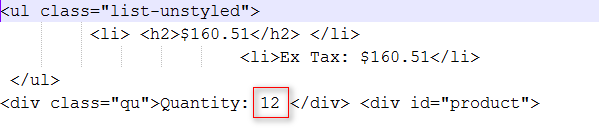 <ul class="list-unstyled">
<li> <h2>$160.51</h2> </li>
<li>Ex Tax: $160.51</li>
</ul>
<div class="qu">Quantity: 12 </div> <div id="product">